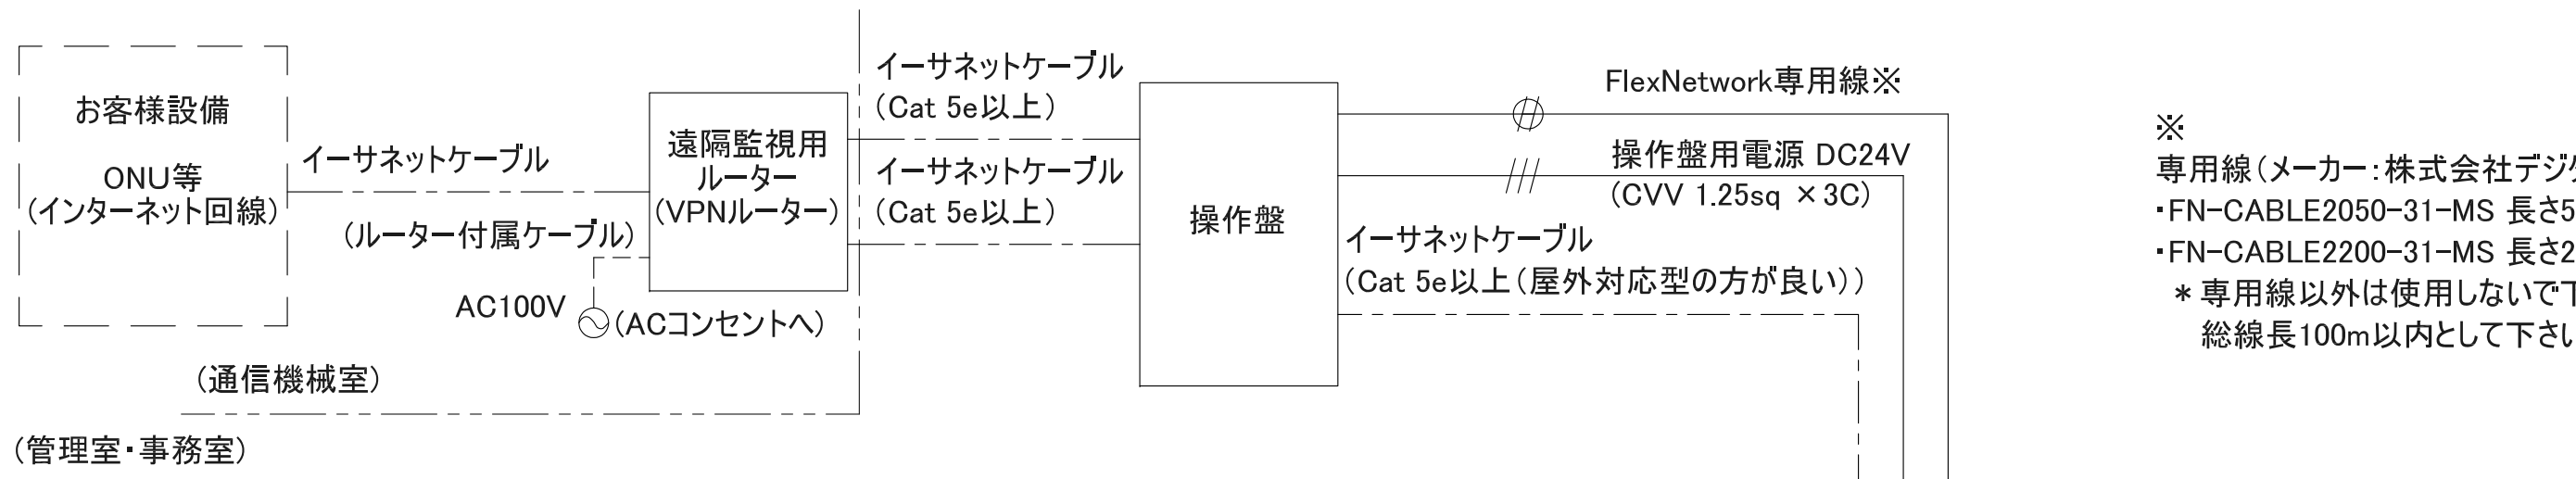 お客様設備
ONU等
(インターネット回線)
イーサネットケーブル
(ルーター付属ケーブル)
遠隔監視用
ルーター
(VPNルーター)
AC100V
(ACコンセントへ)
(通信機械室)
(管理室・事務室)
イーサネットケーブル
(Cat 5e以上)
イーサネットケーブル
(Cat 5e以上)
操作盤
FlexNetwork専用線※
操作盤用電源 DC24V
(CVV 1.25sq ×3C)
イーサネットケーブル
(Cat 5e以上(屋外対応型の方が良い))
※
専用線(メーカー:株式会社デジ
・FN-CABLE2050-31-MS 長さ5
・FN-CABLE2200-31-MS 長さ2
*専用線以外は使用しないで下
総線長100m以内として下さい